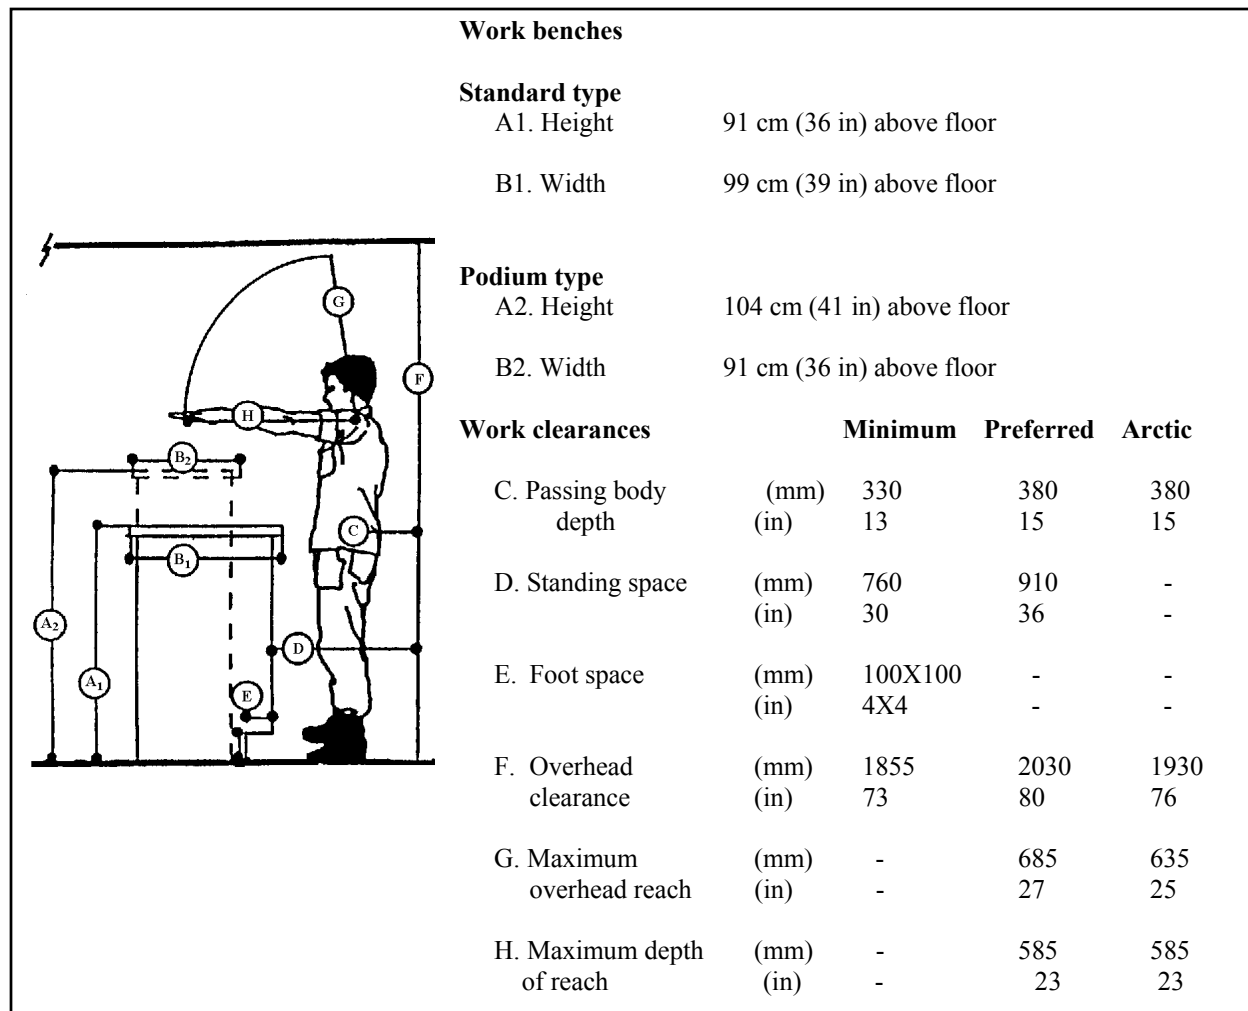 Work benches
Standard type
A1. Height 91 cm (36 in) above floor
B1. Width 99 cm (39 in) above floor
Podium type
A2. Height 104 cm (41 in) above floor
B2. Width 91 cm (36 in) above floor
Work clearances Minimum Preferred Arctic
C. Passing body (mm) 330 380 380
depth (in) 13 15 15
D. Standing space (mm) 760 910 -
(in) 30 36 -
E. Foot space (mm) 100X100 - -
(in) 4X4 - -
F. Overhead (mm) 1855 2030 1930
clearance (in) 73 80 76
G. Maximum (mm) - 685 635
overhead reach (in) - 27 25
H. Maximum depth (mm) - 585 585
of reach (in) - 23 23
G
F
H
B2
C
B1
A2
D
A1
E